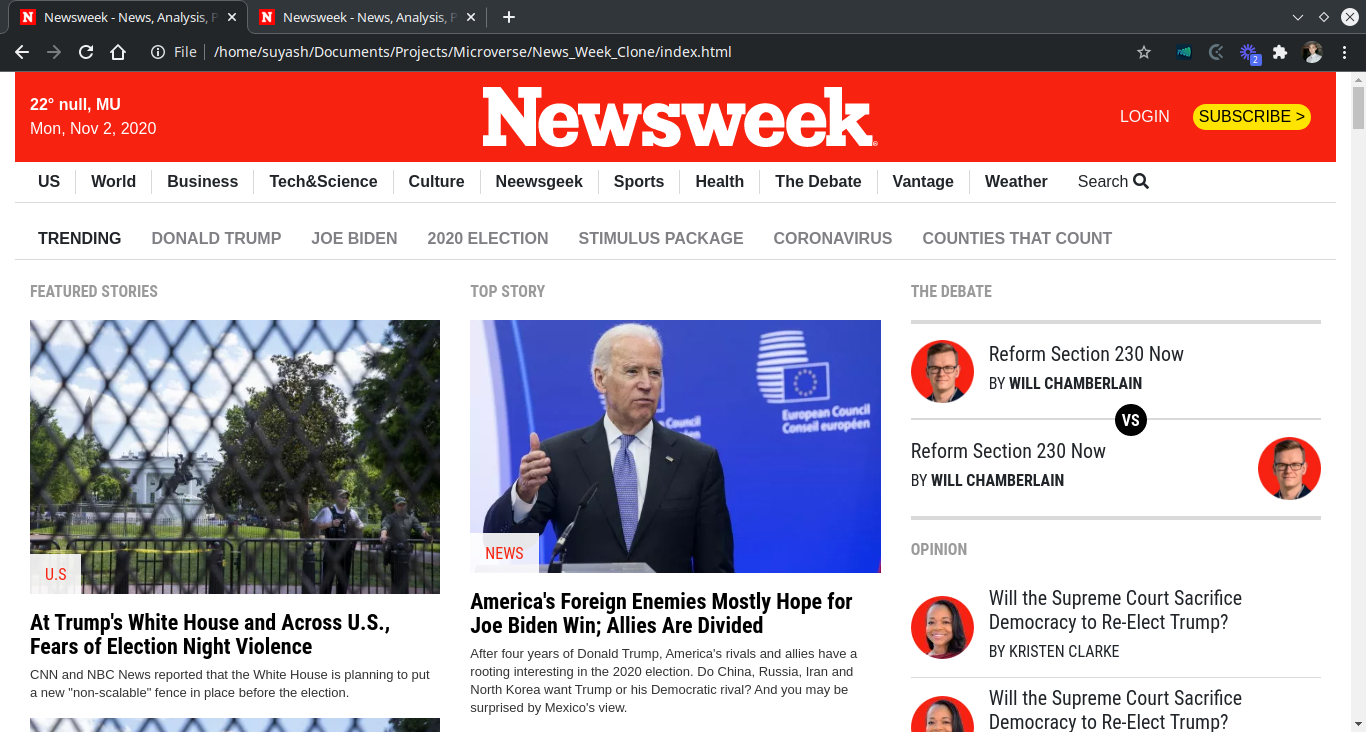 Newsweek - News, Analysis, P
Newsweek - News, Analysis, P
File
/home/suyash/Documents/Projects/Microverse/News_Week_Clone/index.html
2
22° null, MU
Mon, Nov 2, 2020
Newsweek
LOGIN
SUBSCRIBE >
US World Business Tech&Science Culture Neewsgeek Sports Health The Debate Vantage Weather Search
TRENDING DONALD TRUMP JOE BIDEN 2020 ELECTION STIMULUS PACKAGE CORONAVIRUS COUNTIES THAT COUNT
FEATURED STORIES
U.S
At Trump's White House and Across U.S.,
Fears of Election Night Violence
CNN and NBC News reported that the White House is planning to put
a new "non-scalable" fence in place before the election.
TOP STORY
European Council
Conseil européen
NEWS
America's Foreign Enemies Mostly Hope for
Joe Biden Win; Allies Are Divided
After four years of Donald Trump, America's rivals and allies have a
rooting interesting in the 2020 election. Do China, Russia, Iran and
North Korea want Trump or his Democratic rival? And you may be
surprised by Mexico's view.
THE DEBATE
Reform Section 230 Now
BY WILL CHAMBERLAIN
VS
Reform Section 230 Now
BY WILL CHAMBERLAIN
OPINION
Will the Supreme Court Sacrifice
Democracy to Re-Elect Trump?
BY KRISTEN CLARKE
Will the Supreme Court Sacrifice
Democracy to Re-Elect Trump?